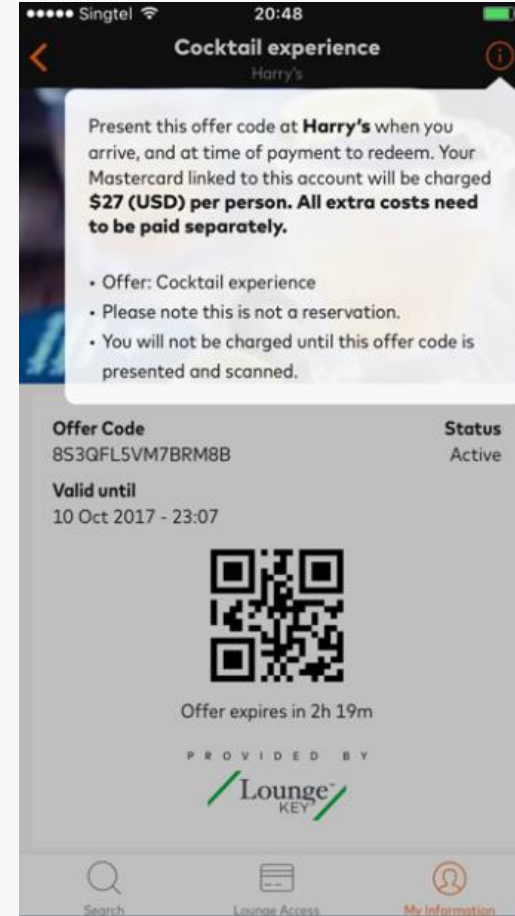 Singtel 20:48
Cocktail experience
Harry's
Present this offer code at Harry's when you
arrive, and at time of payment to redeem. Your
Mastercard linked to this account will be charged
$27 (USD) per person. All extra costs need
to be paid separately.
• Offer: Cocktail experience
• Please note this is not a reservation.
• You will not be charged until this offer code is
presented and scanned.
Offer Code Status
8S3QFL5VM7BRM8B Active
Valid until
10 Oct 2017 - 23:07
Offer expires in 2h 19m
PROVIDED BY
Lounge™
KEY
Search Lounge Access My Information